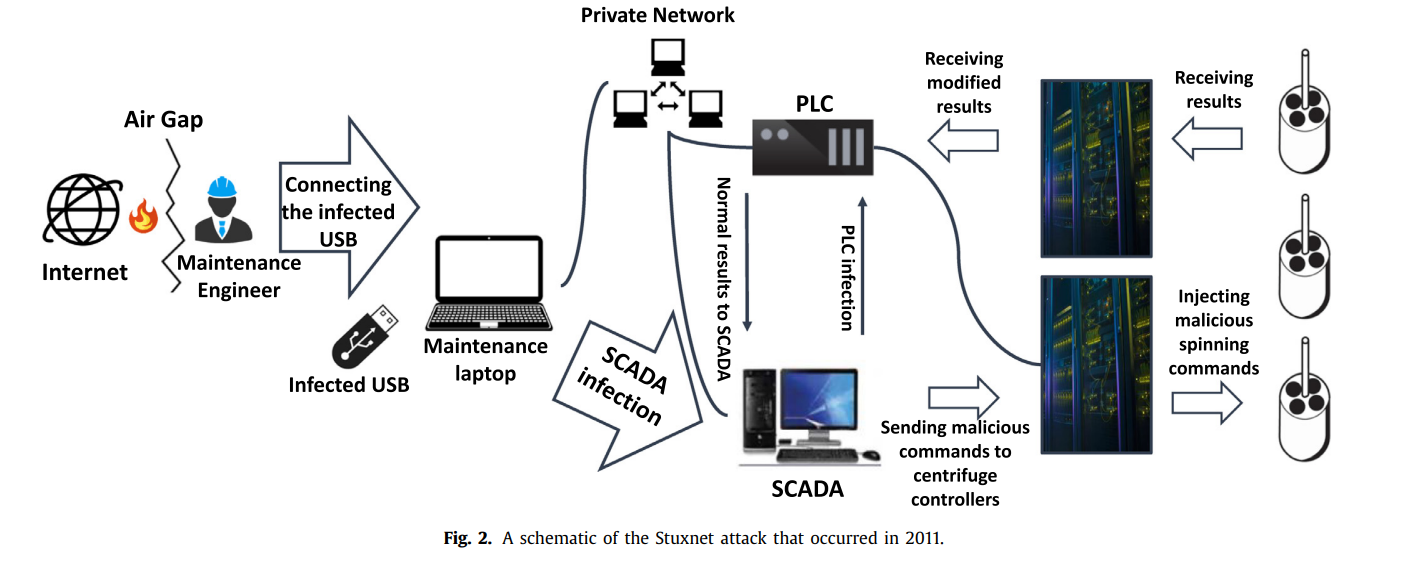 Private Network
Air Gap
Internet
Maintenance
Engineer
Connecting
the infected
USB
Infected USB
Maintenance
laptop
SCADA
infection
PLC
Normal results to SCADA
PLC infection
SCADA
Receiving
modified
results
Receiving
results
Sending malicious
commands to
centrifuge
controllers
Injecting
malicious
spinning
commands
Fig. 2. A schematic of the Stuxnet attack that occurred in 2011.